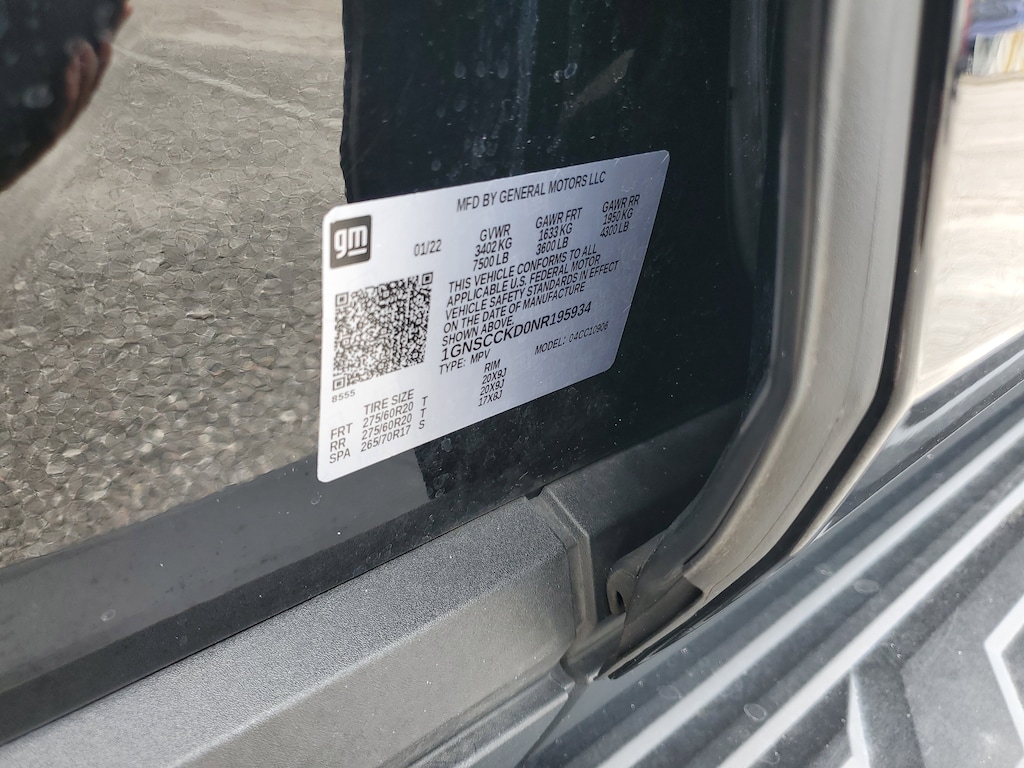 MFD BY GENERAL MOTORS LLC
gm
01/22
GVWR GAWR FRT GAWR RR
3402 KG 1633 KG 1950 KG
7500 LB 3600 LB 4300 LB
THIS VEHICLE CONFORMS TO ALL
APPLICABLE U.S. FEDERAL MOTOR
VEHICLE SAFETY STANDARDS IN EFFECT
ON THE DATE OF MANUFACTURE
SHOWN ABOVE.
1GNSCCKD0NR195934
TYPE: MPV MODEL: 04CC10906
8555
TIRE SIZE RIM
FRT 275/60R20 T 20X9J
RR 275/60R20 T 20X9J
SPA 265/70R17 S 17X8J